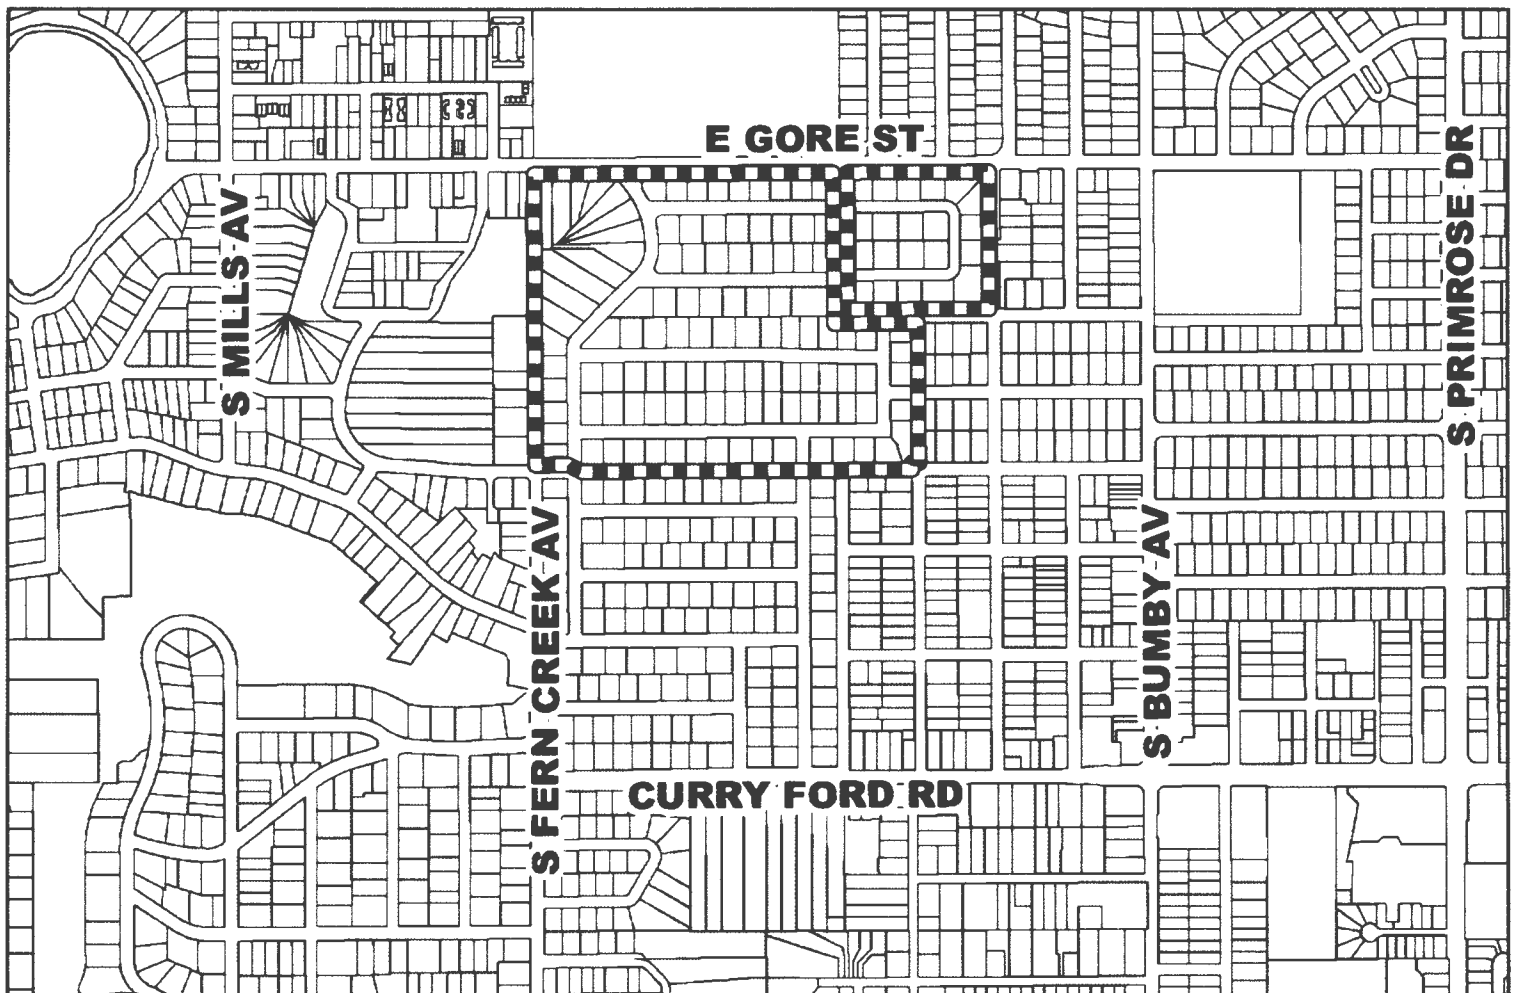 E GORE ST
S MILLS AV
S PRIMROSE DR
S FERN CREEK AV
S BUMBY AV
CURRY FORD RD